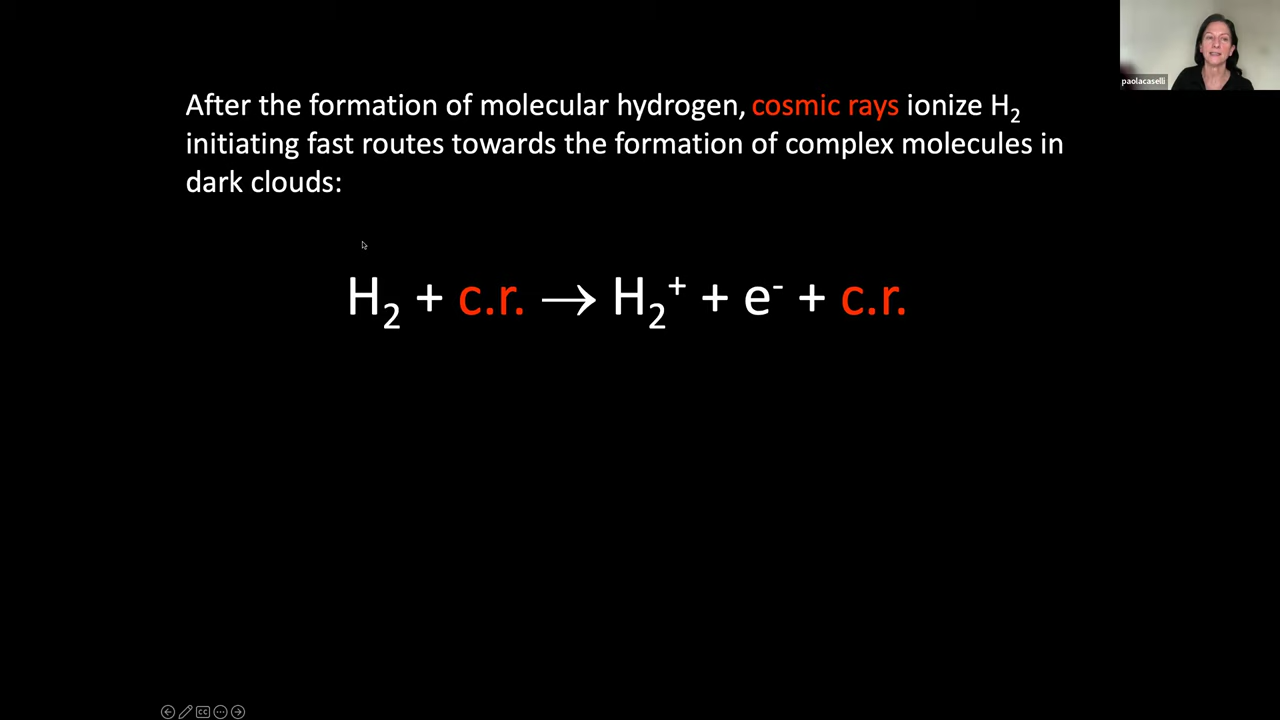 paolacaselli
After the formation of molecular hydrogen, cosmic rays ionize H₂
initiating fast routes towards the formation of complex molecules in
dark clouds:
H₂ + c.r. → H₂⁺ + e⁻ + c.r.
CC